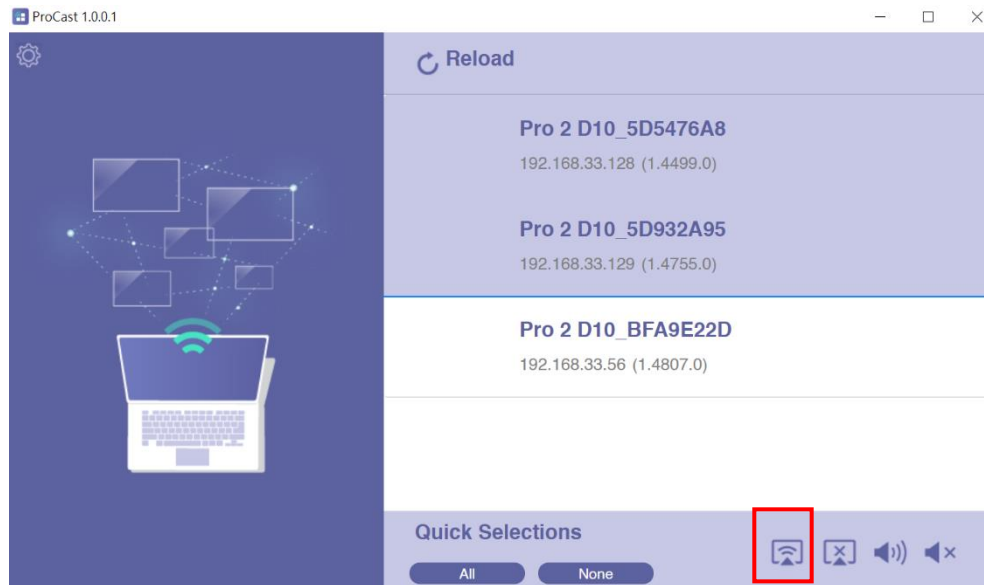 ProCast 1.0.0.1
Reload
Pro 2 D10_5D5476A8
192.168.33.128 (1.4499.0)
Pro 2 D10_5D932A95
192.168.33.129 (1.4755.0)
Pro 2 D10_BFA9E22D
192.168.33.56 (1.4807.0)
Quick Selections
All None